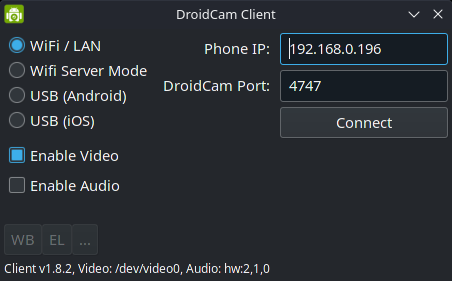 DroidCam Client
WiFi / LAN
Phone IP: 192.168.0.196
Wifi Server Mode
DroidCam Port: 4747
USB (Android)
USB (iOS)
Connect
Enable Video
Enable Audio
WB EL ...
Client v1.8.2, Video: /dev/video0, Audio: hw:2,1,0